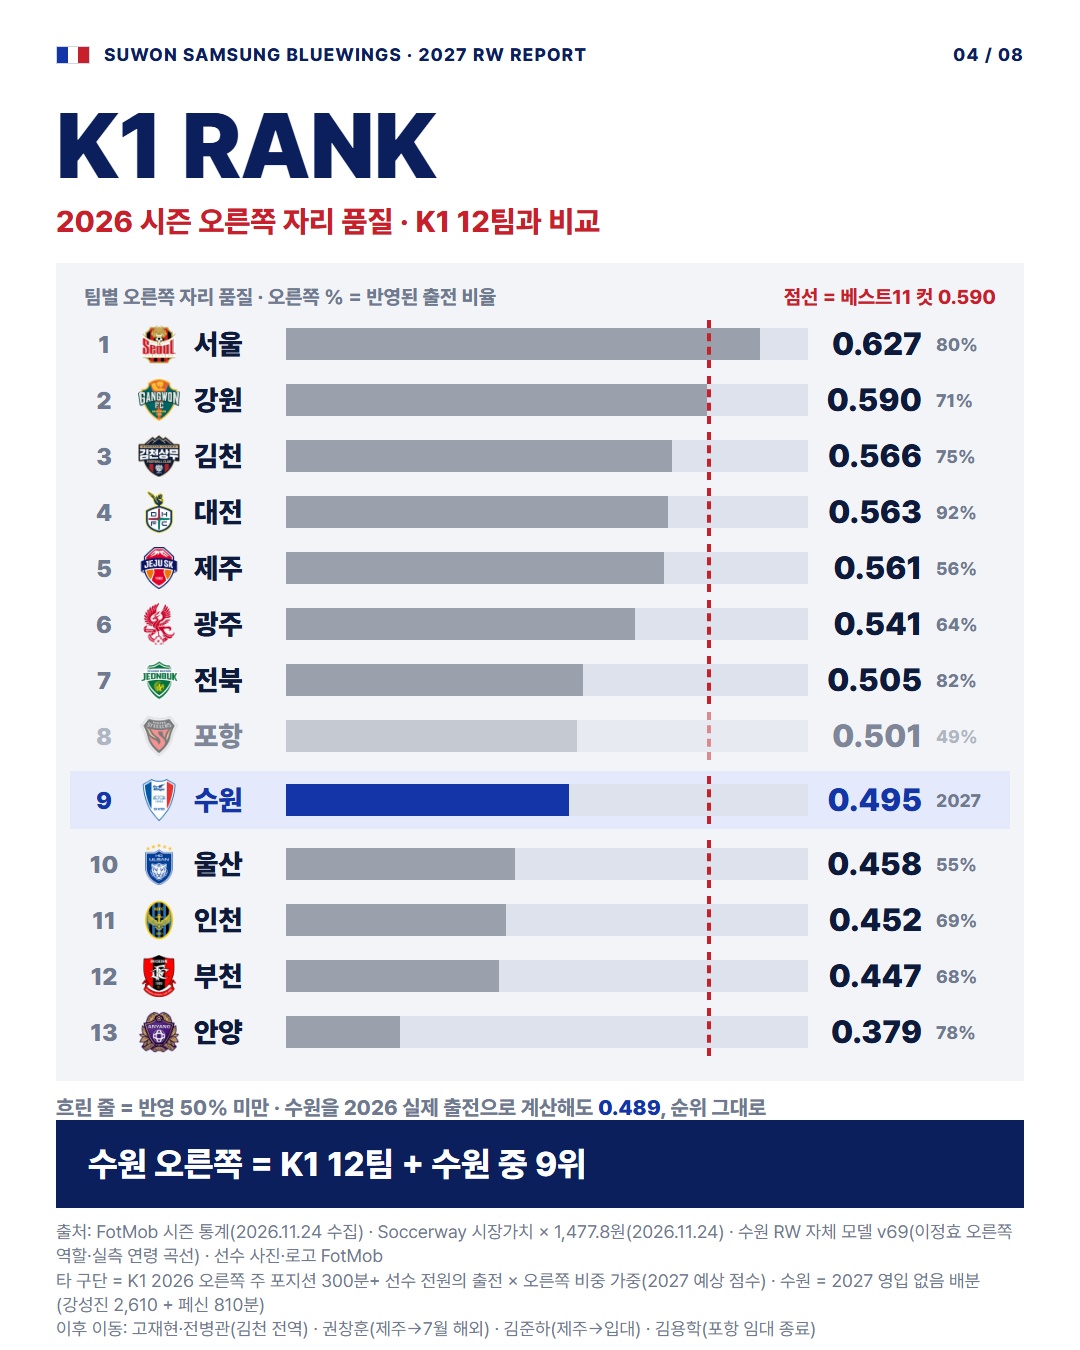 SUWON SAMSUNG BLUEWINGS · 2027 RW REPORT
04 / 08
K1 RANK
2026 시즌 오른쪽 자리 품질 · K1 12팀과 비교
팀별 오른쪽 자리 품질 · 오른쪽 % = 반영된 출전 비율
점선 = 베스트11 컷 0.590
1 Seoul 서울 0.627 80%
2 GANGWON FC 강원 0.590 71%
3 김천상무 김천 0.566 75%
4 DHFC 대전 0.563 92%
5 JEJU SK 제주 0.561 56%
6 광주 0.541 64%
7 JEONBUK 전북 0.505 82%
8 포항 0.501 49%
9 수원 0.495 2027
10 울산 0.458 55%
11 인천 0.452 69%
12 부천 0.447 68%
13 안양 0.379 78%
흐린 줄 = 반영 50% 미만 · 수원을 2026 실제 출전으로 계산해도 0.489, 순위 그대로
수원 오른쪽 = K1 12팀 + 수원 중 9위
출처: FotMob 시즌 통계(2026.11.24 수집) · Soccerway 시장가치 × 1,477.8원(2026.11.24) · 수원 RW 자체 모델 v69(이정효 오른쪽
역할·실측 연령 곡선) · 선수 사진·로고 FotMob
타 구단 = K1 2026 오른쪽 주 포지션 300분+ 선수 전원의 출전 × 오른쪽 비중 가중(2027 예상 점수) · 수원 = 2027 영입 없음 배분
(강성진 2,610 + 페신 810분)
이후 이동: 고재현·전병관(김천 전역) · 권창훈(제주→7월 해외) · 김준하(제주→입대) · 김용학(포항 임대 종료)